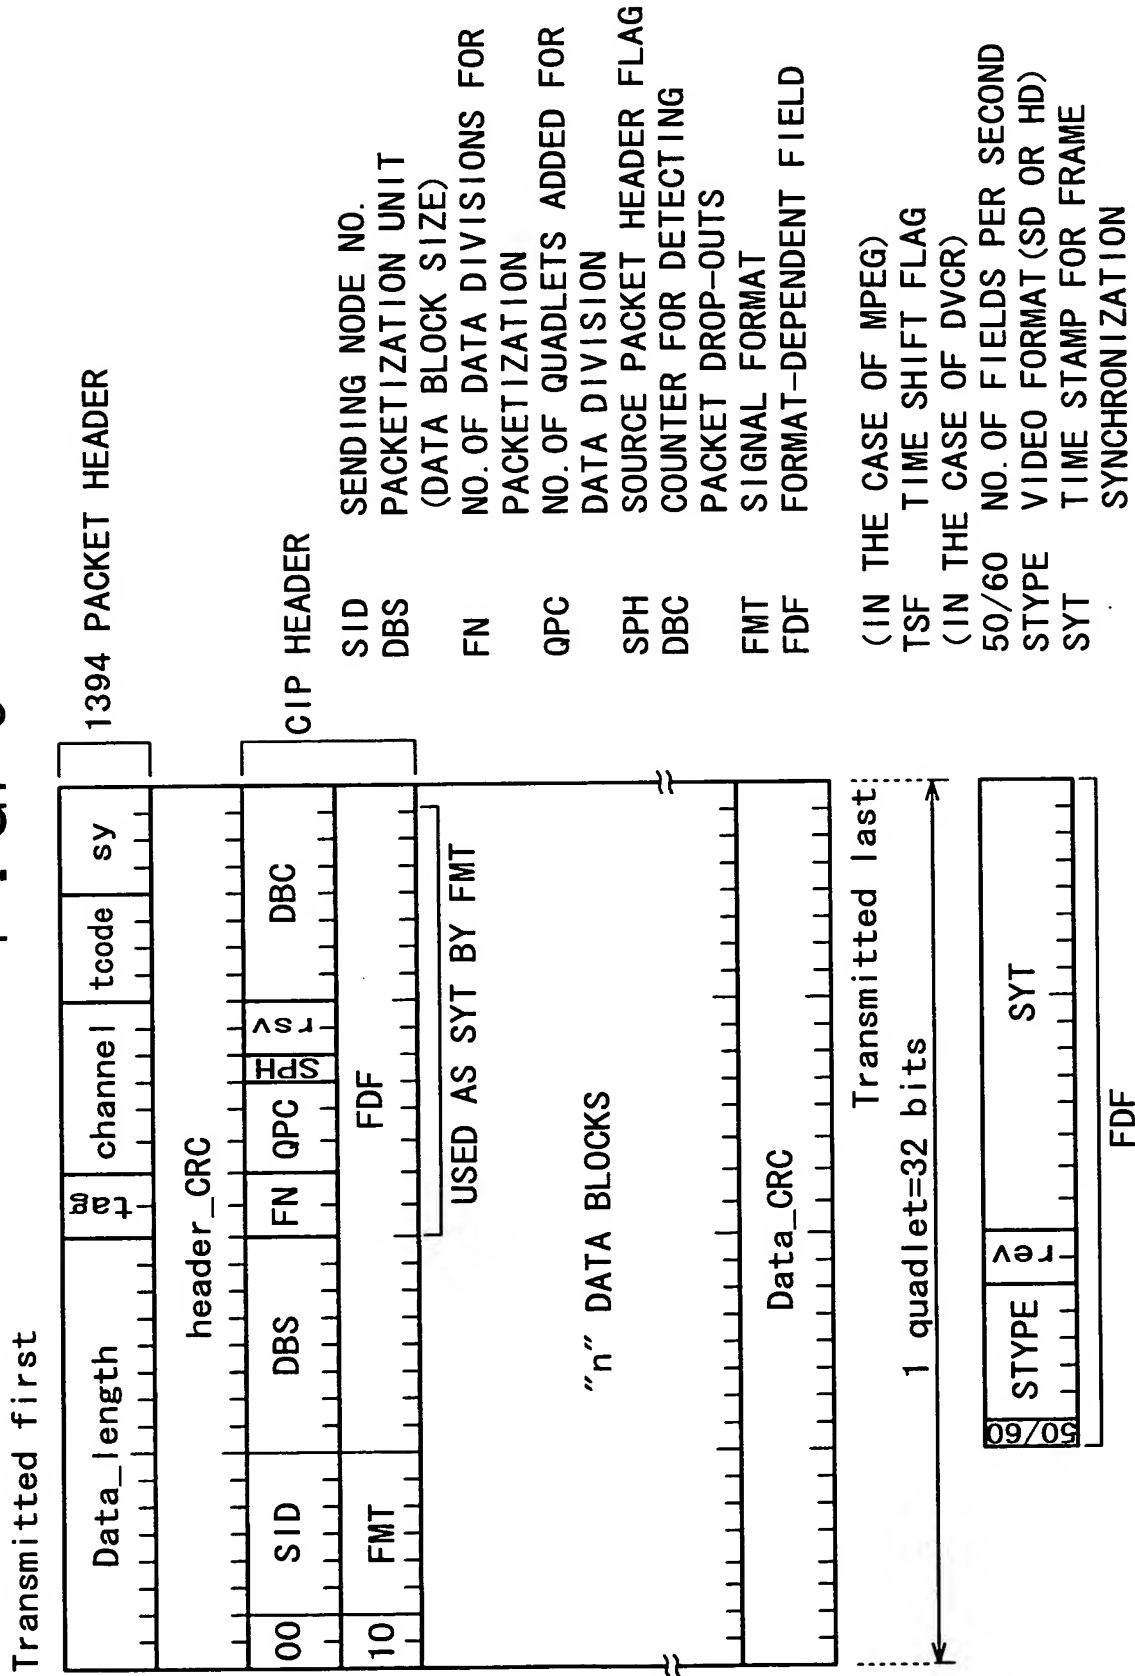 Transmitted first
Data_length
tag
channel
tcode
sy
1394 PACKET HEADER
header_CRC
00
SID
DBS
FN
QPC
SPH
rsv
DBC
CIP HEADER
10
FMT
FDF
USED AS SYT BY FMT
"n" DATA BLOCKS
Data_CRC
Transmitted last
1 quadlet=32 bits
50/60
STYPE
rev
SYT
FDF
SID SENDING NODE NO.
DBS PACKETIZATION UNIT
(DATA BLOCK SIZE)
FN NO. OF DATA DIVISIONS FOR
PACKETIZATION
QPC NO. OF QUADLETS ADDED FOR
DATA DIVISION
SPH SOURCE PACKET HEADER FLAG
DBC COUNTER FOR DETECTING
PACKET DROP-OUTS
FMT SIGNAL FORMAT
FDF FORMAT-DEPENDENT FIELD
(IN THE CASE OF MPEG)
TSF TIME SHIFT FLAG
(IN THE CASE OF DVCR)
50/60 NO. OF FIELDS PER SECOND
STYPE VIDEO FORMAT(SD OR HD)
SYT TIME STAMP FOR FRAME
SYNCHRONIZATION